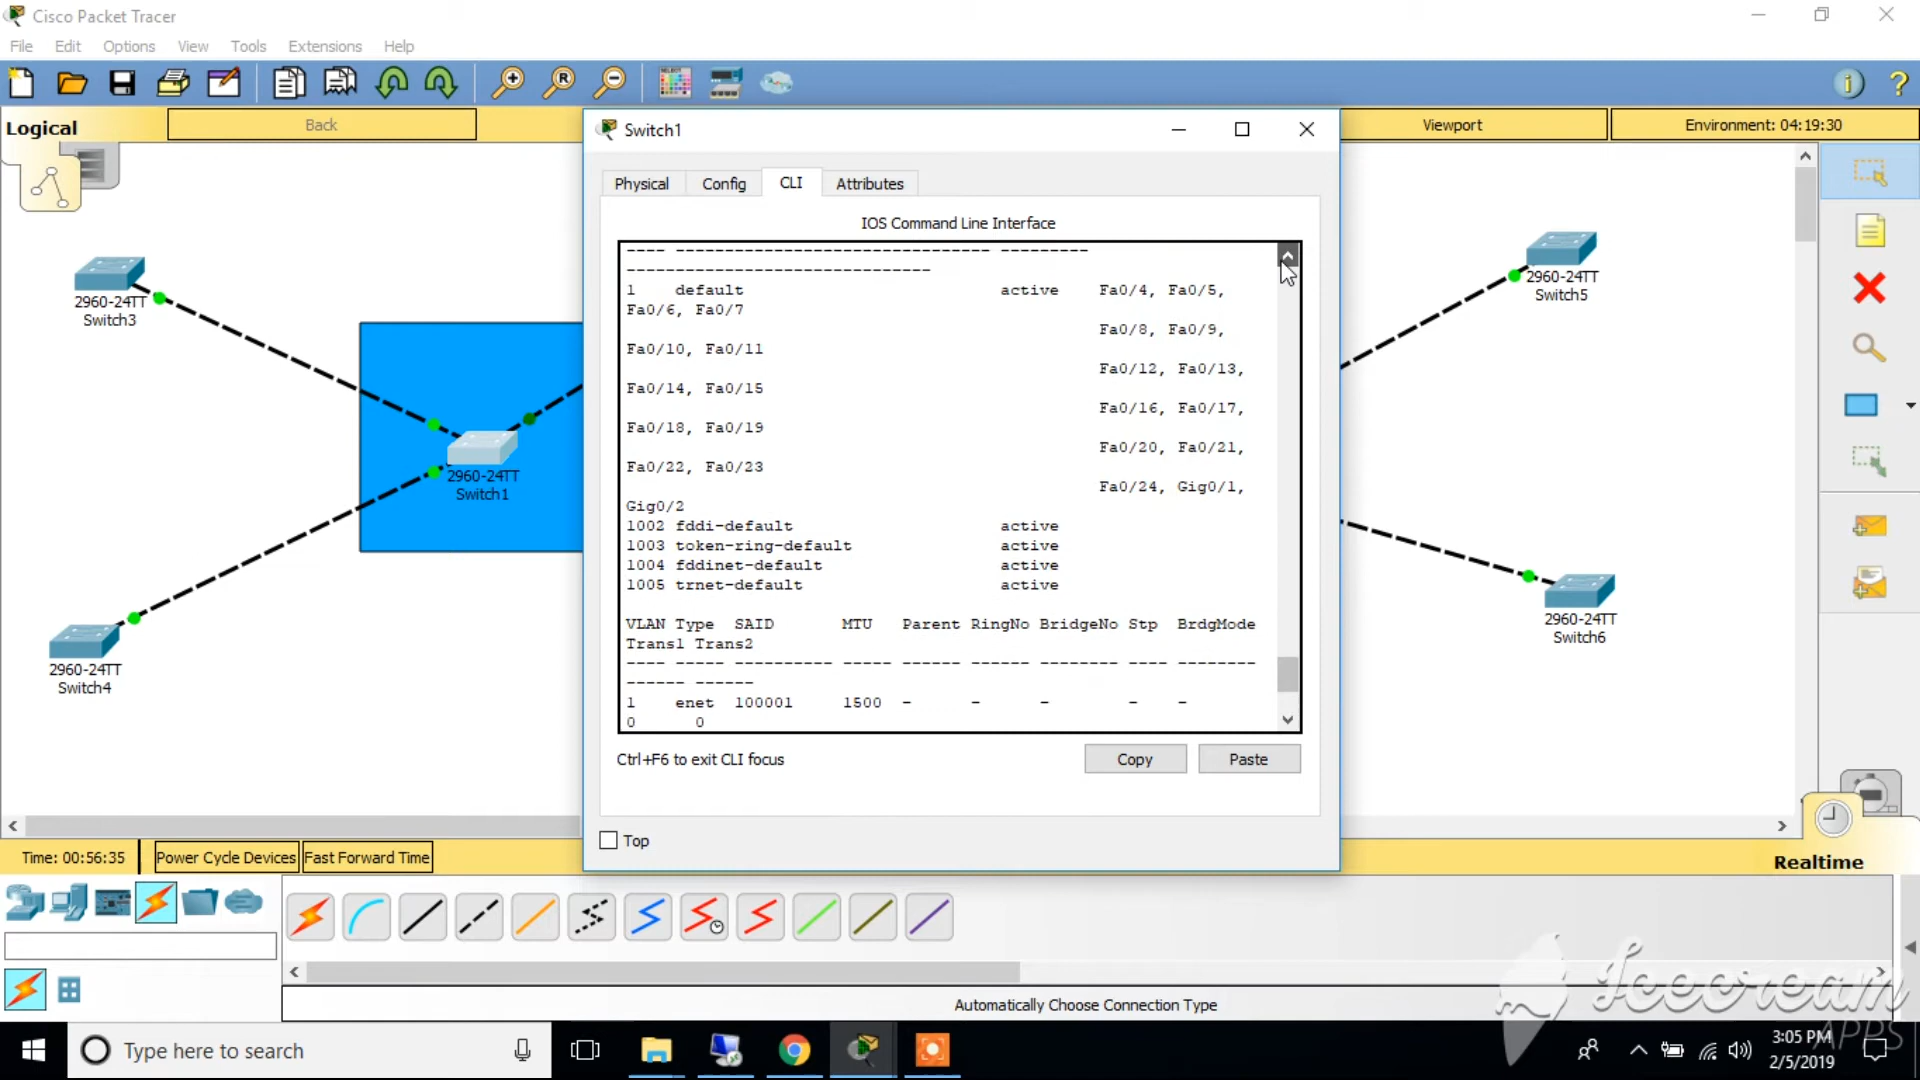 Cisco Packet Tracer
File Edit Options View Tools Extensions Help
SELECT
R
i ?
Logical
Back
Viewport
Environment: 04:19:30
Switch1
Physical Config CLI Attributes
IOS Command Line Interface
---- -------------------------------- ---------
-------------------------------
1    default                          active    Fa0/4, Fa0/5,
Fa0/6, Fa0/7
                                                Fa0/8, Fa0/9,
Fa0/10, Fa0/11
                                                Fa0/12, Fa0/13,
Fa0/14, Fa0/15
                                                Fa0/16, Fa0/17,
Fa0/18, Fa0/19
                                                Fa0/20, Fa0/21,
Fa0/22, Fa0/23
                                                Fa0/24, Gig0/1,
Gig0/2
1002 fddi-default                     active
1003 token-ring-default               active
1004 fddinet-default                  active
1005 trnet-default                    active
VLAN Type  SAID       MTU   Parent RingNo BridgeNo Stp  BrdgMode
Trans1 Trans2
---- ----- ---------- ----- ------ ------ -------- ---- --------
------ ------
1    enet  100001     1500  -      -      -        -    -
0      0
Ctrl+F6 to exit CLI focus
Copy
Paste
Top
2960-24TT
Switch3
2960-24TT
Switch1
2960-24TT
Switch4
2960-24TT
Switch5
2960-24TT
Switch6
Time: 00:56:35
Power Cycle Devices
Fast Forward Time
Realtime
Automatically Choose Connection Type
Icecream
APPS
Type here to search
3:05 PM
2/5/2019